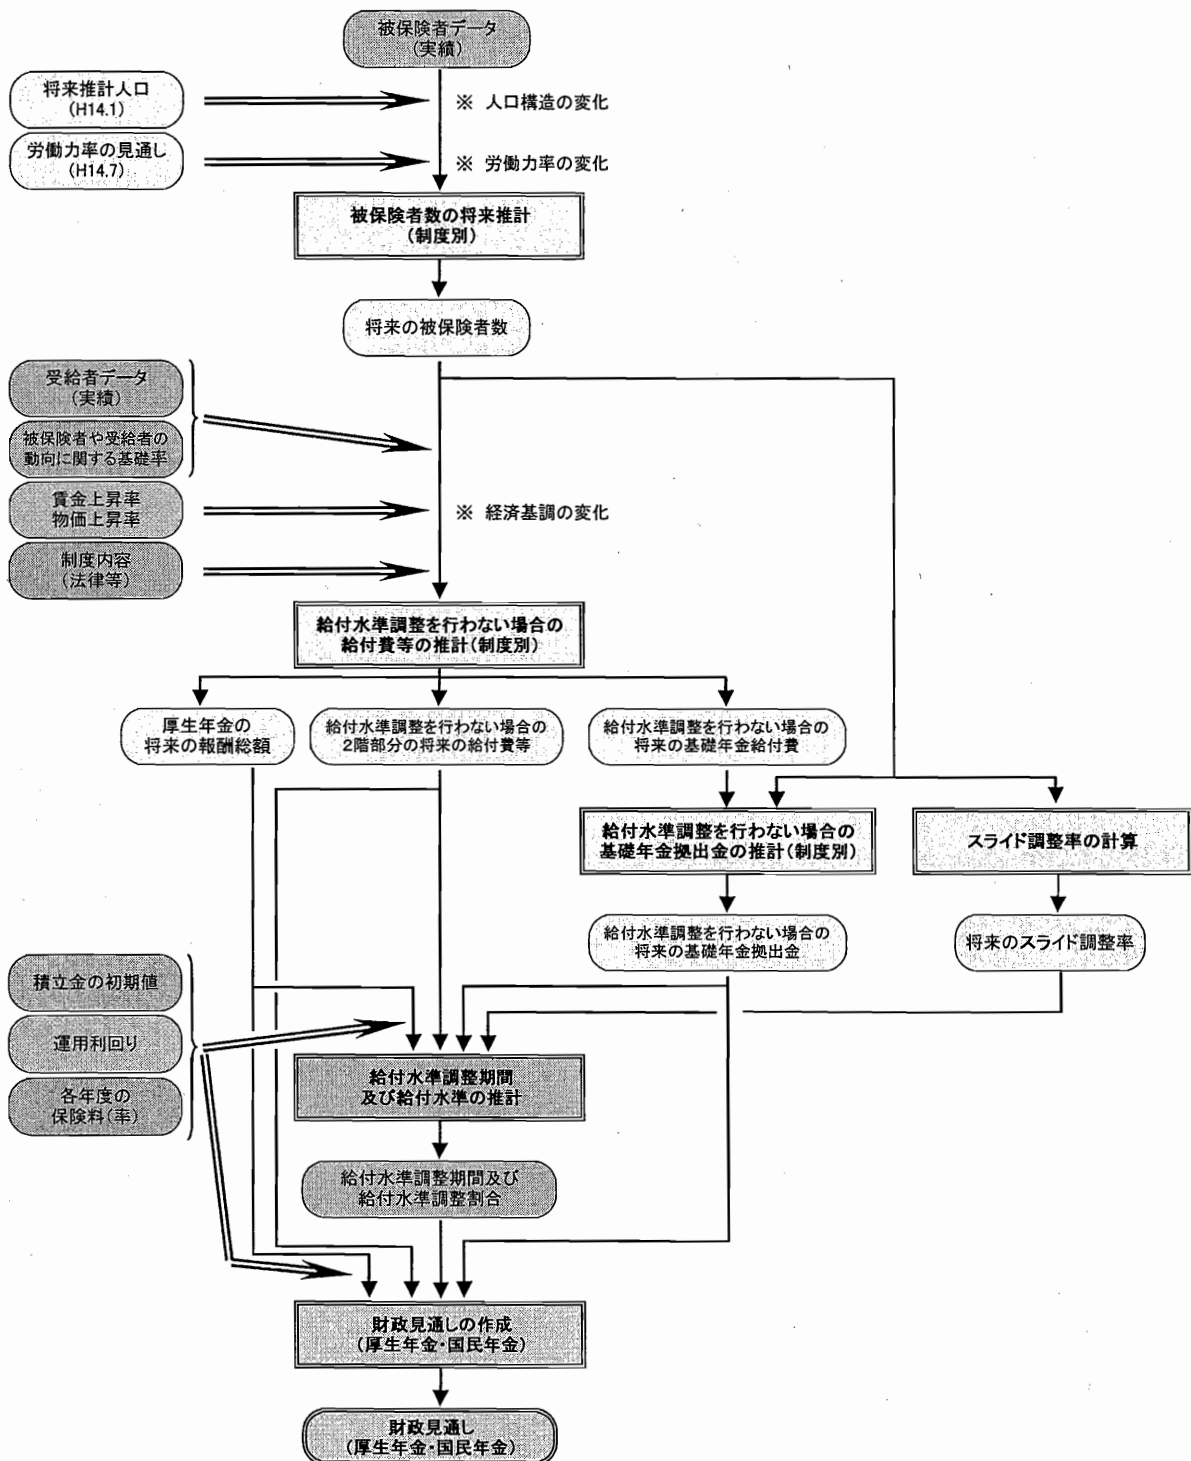 被保険者データ
(実績)
将来推計人口
(H14.1)
※ 人口構造の変化
労働力率の見通し
(H14.7)
※ 労働力率の変化
被保険者数の将来推計
(制度別)
将来の被保険者数
受給者データ
(実績)
被保険者や受給者の
動向に関する基礎率
賃金上昇率
物価上昇率
※ 経済基調の変化
制度内容
(法律等)
給付水準調整を行わない場合の
給付費等の推計(制度別)
厚生年金の
将来の報酬総額
給付水準調整を行わない場合の
2階部分の将来の給付費等
給付水準調整を行わない場合の
将来の基礎年金給付費
給付水準調整を行わない場合の
基礎年金拠出金の推計(制度別)
スライド調整率の計算
給付水準調整を行わない場合の
将来の基礎年金拠出金
将来のスライド調整率
積立金の初期値
運用利回り
各年度の
保険料(率)
給付水準調整期間
及び給付水準の推計
給付水準調整期間及び
給付水準調整割合
財政見通しの作成
(厚生年金・国民年金)
財政見通し
(厚生年金・国民年金)